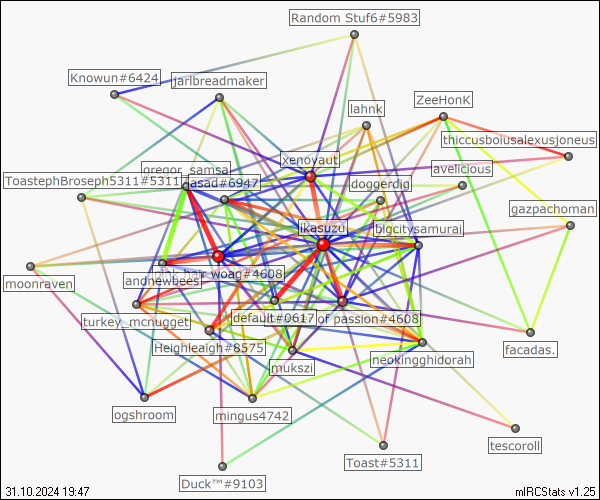 Random Stuf6#5983
Knowun#6424
jarlbreadmaker
lahnk
ZeeHonK
thiccusboiusalexusjoneus
xenoyaut
gregor_samsa
avelicious
ToastephBroseph5311#5311
asad#6947
doggerdig
gazpachoman
likasuzu
bigcitysamurai
pink_hair_woag#4608
moonraven
andnewbees
default#0617
of passion#4608
turkey_mcnugget
Heighleaigh#8575
facadas.
mukszi
neokingghidorah
ogshroom
mingus4742
tescoroll
Toast#5311
Duck™#9103
31.10.2024 19:47
mIRCStats v1.25